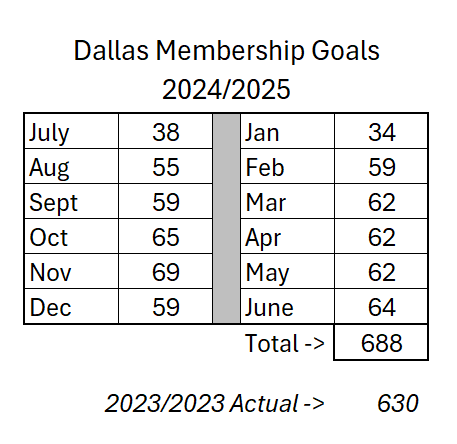 Dallas Membership Goals
2024/2025
July 38 Jan 34
Aug 55 Feb 59
Sept 59 Mar 62
Oct 65 Apr 62
Nov 69 May 62
Dec 59 June 64
Total -> 688
2023/2023 Actual -> 630